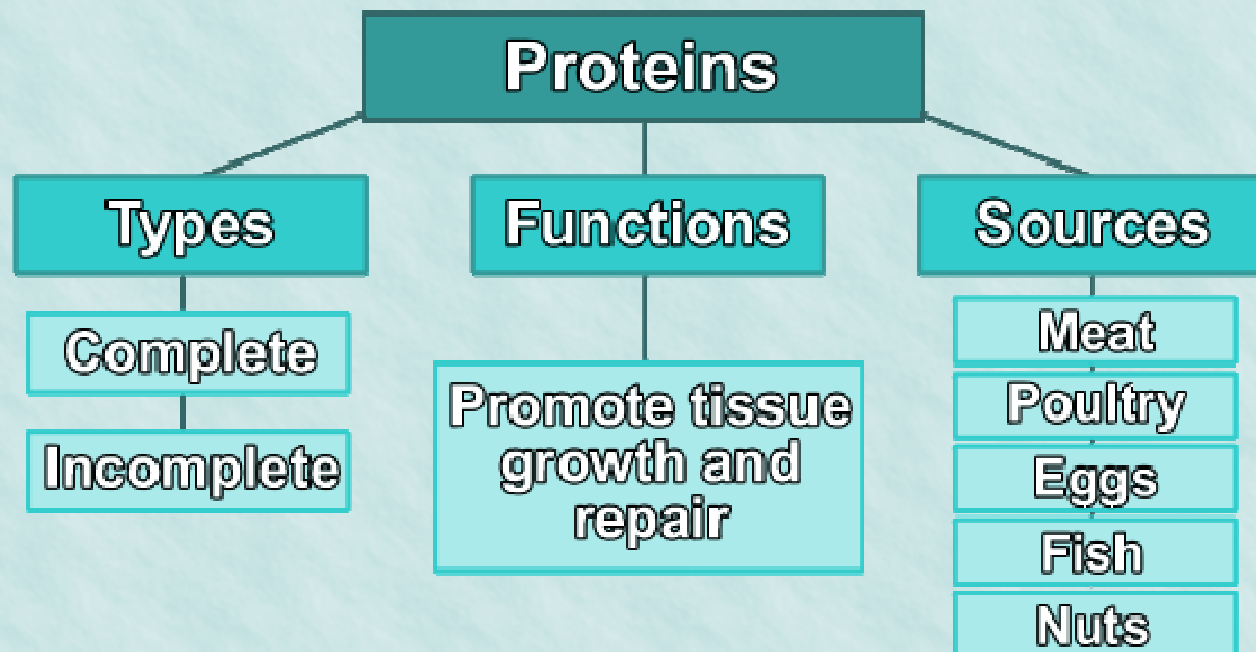 Proteins
Types
Complete
Incomplete
Functions
Promote tissue
growth and
repair
Sources
Meat
Poultry
Eggs
Fish
Nuts